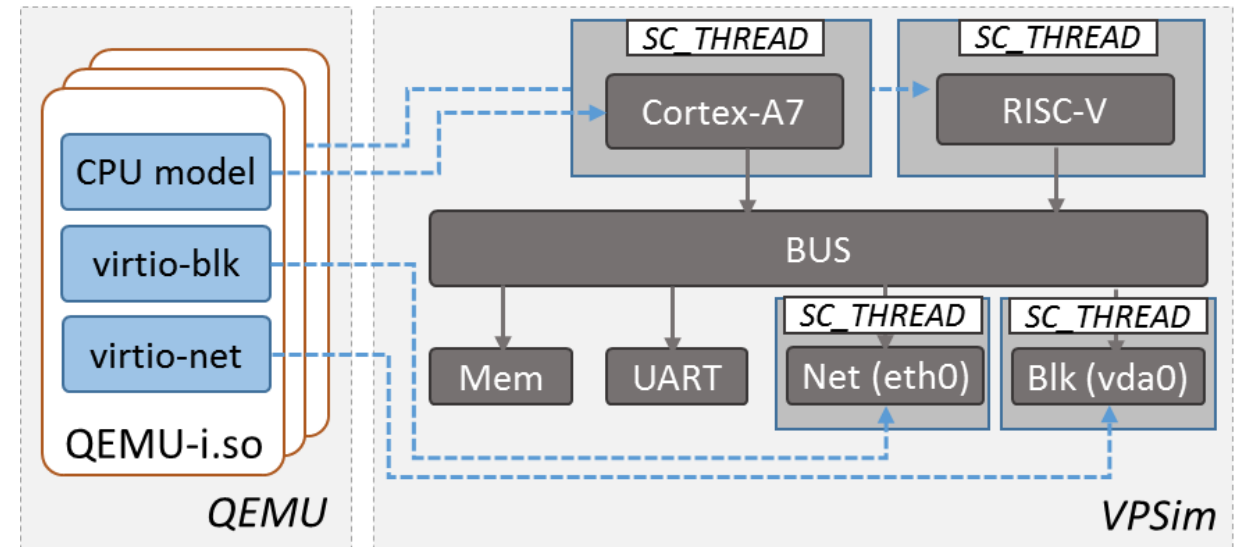 SC_THREAD
SC_THREAD
Cortex-A7
RISC-V
CPU model
virtio-blk
virtio-net
QEMU-i.so
QEMU
BUS
SC_THREAD
SC_THREAD
Mem
UART
Net (eth0)
Blk (vda0)
VPSim